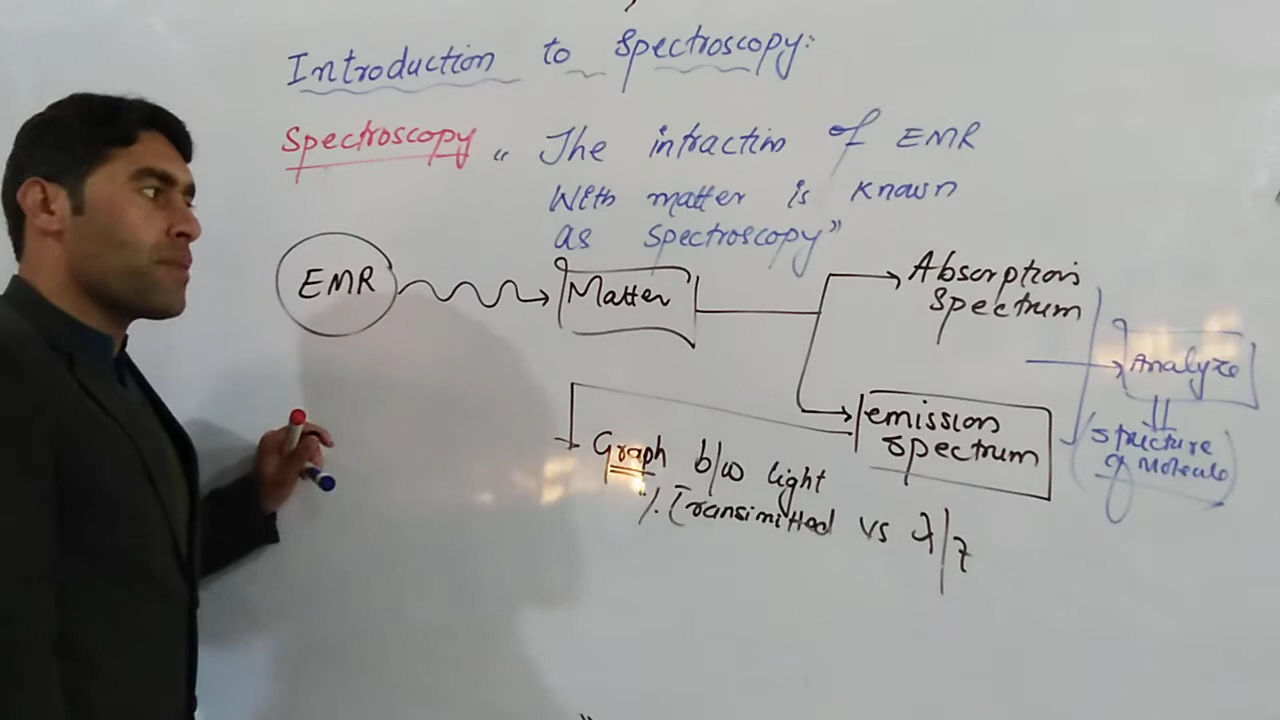 Introduction to Spectroscopy:
Spectroscopy " The intraction of EMR
With matter is known
as spectroscopy"
EMR
Matter
Absorption
Spectrum
Analyze
emission
spectrum
structure
of Molecule
Graph b/w light
% Transimitted vs λ/